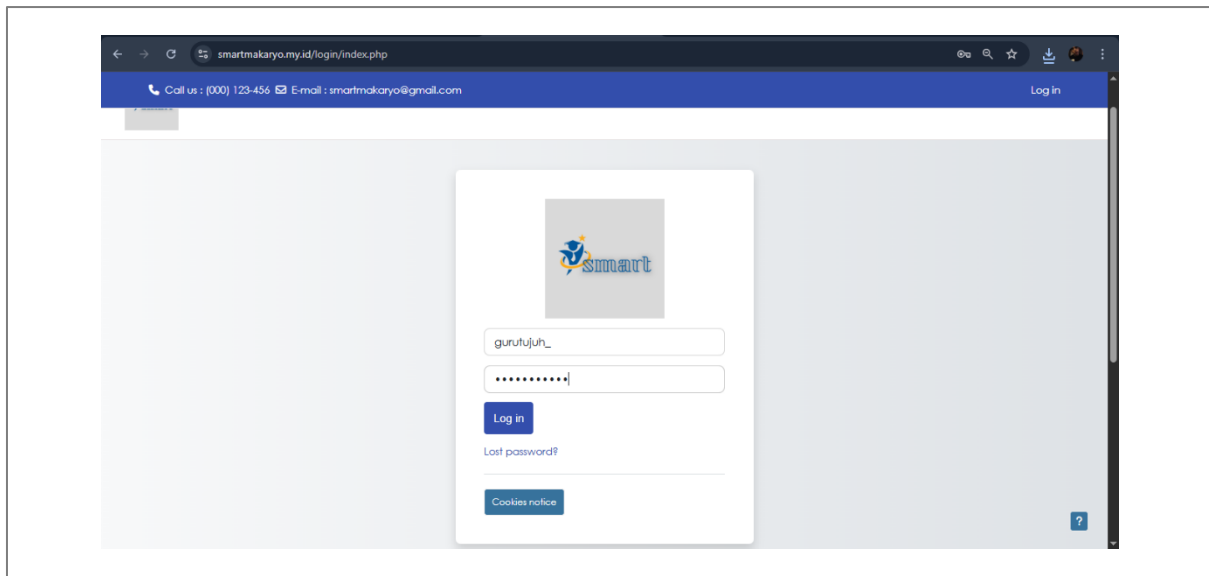 smartmakaryo.my.id/login/index.php
Call us : (000) 123-456 E-mail : smartmakaryo@gmail.com
Log in
smart
gurutujuh_
•••••••••••
Log in
Lost password?
Cookies notice
?